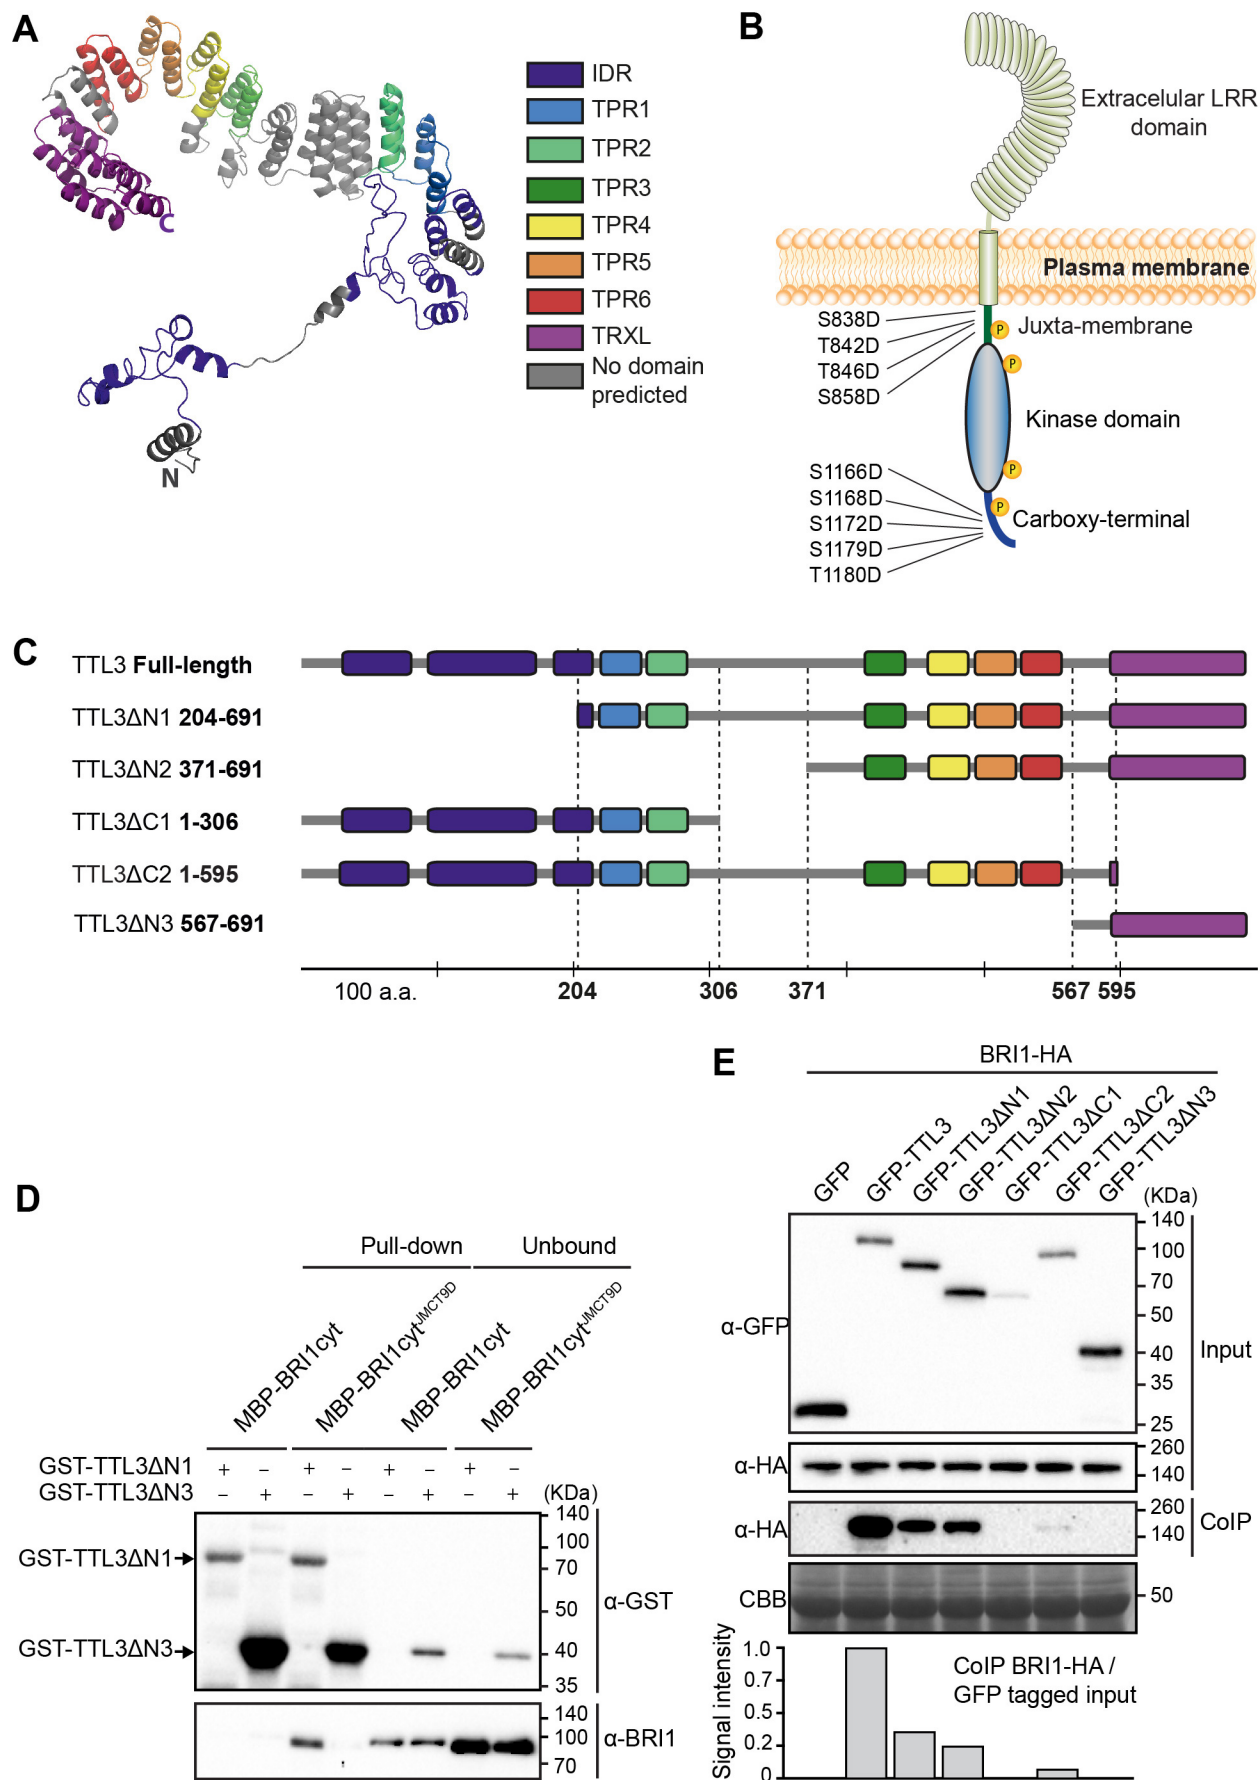 A
IDR
TPR1
TPR2
TPR3
TPR4
TPR5
TPR6
TRXL
No domain
predicted
C
N
B
Extracelular LRR
domain
Plasma membrane
S838D
T842D
T846D
S858D
P
Juxta-membrane
P
Kinase domain
P
S1166D
S1168D
S1172D
S1179D
T1180D
P
Carboxy-terminal
C
TTL3 Full-length
TTL3ΔN1 204-691
TTL3ΔN2 371-691
TTL3ΔC1 1-306
TTL3ΔC2 1-595
TTL3ΔN3 567-691
100 a.a. 204 306 371 567 595
D
Pull-down Unbound
MBP-BRI1cyt
MBP-BRI1cytJMCT9D
MBP-BRI1cyt
MBP-BRI1cytJMCT9D
GST-TTL3ΔN1 + – + – + – + –
GST-TTL3ΔN3 – + – + – + – + (KDa)
140
100
GST-TTL3ΔN1
70
50
α-GST
GST-TTL3ΔN3
40
35
140
100
α-BRI1
70
E
BRI1-HA
GFP
GFP-TTL3
GFP-TTL3ΔN1
GFP-TTL3ΔN2
GFP-TTL3ΔC1
GFP-TTL3ΔC2
GFP-TTL3ΔN3
(KDa)
140
100
70
50
α-GFP
Input
40
35
25
α-HA
260
140
α-HA
260
140
CoIP
CBB
50
Signal intensity
1.0
0.7
0.5
0.2
0
CoIP BRI1-HA /
GFP tagged input